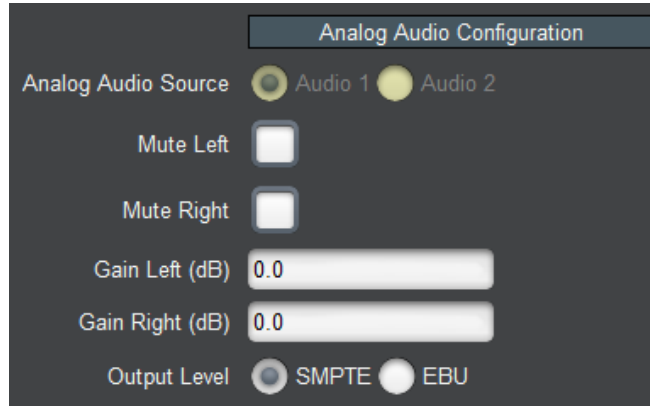 Analog Audio Configuration
Analog Audio Source Audio 1 Audio 2
Mute Left
Mute Right
Gain Left (dB) 0.0
Gain Right (dB) 0.0
Output Level SMPTE EBU